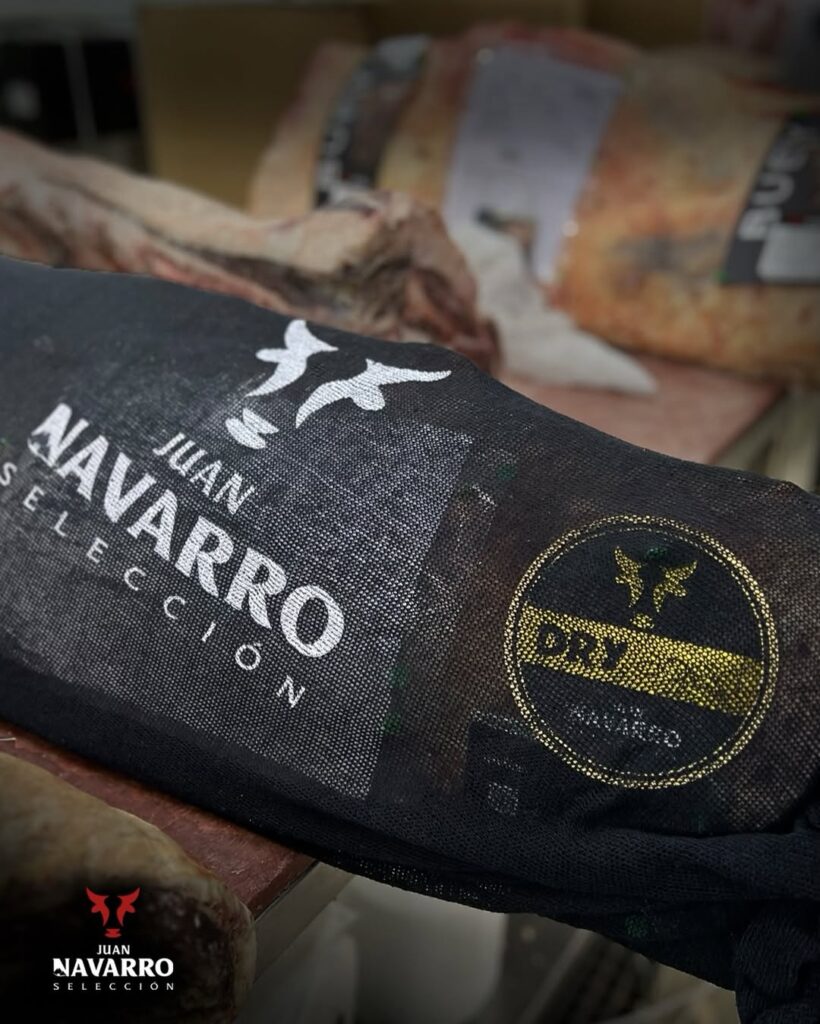 JUAN
NAVARRO
SELECCIÓN
DRY
NAVARRO
JUAN
NAVARRO
SELECCIÓN